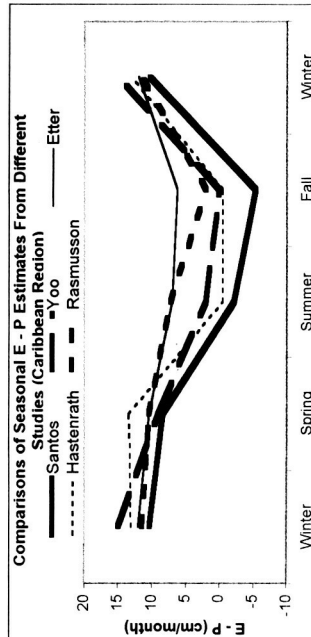 Comparisons of Seasonal E - P Estimates From Different
Studies (Caribbean Region)
Santos Yoo Etter
Hastenrath Rasmusson
E - P (cm/month)
15
10
5
0
-5
-10
Winter Spring Summer Fall Winter